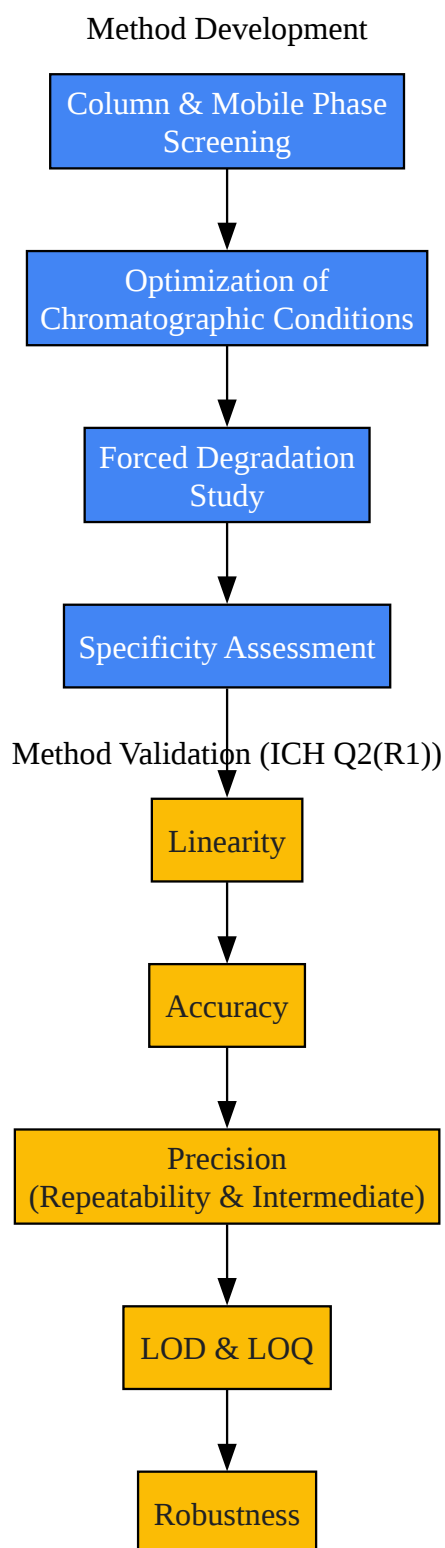 Method Development
Column & Mobile Phase
Screening
Optimization of
Chromatographic Conditions
Forced Degradation
Study
Specificity Assessment
Method Validation (ICH Q2(R1))
Linearity
Accuracy
Precision
(Repeatability & Intermediate)
LOD & LOQ
Robustness